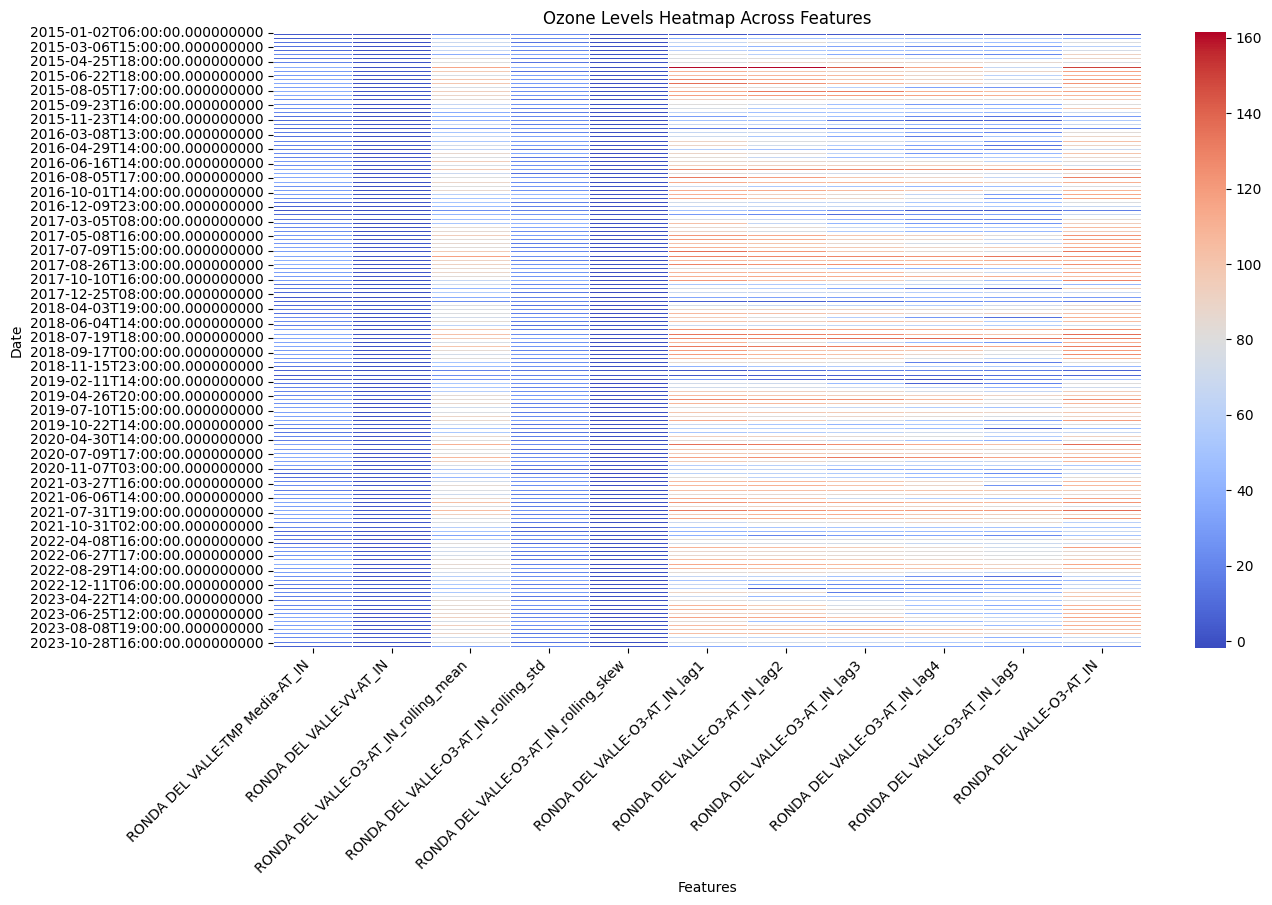 Ozone Levels Heatmap Across Features
2015-01-02T06:00:00.000000000
2015-03-06T15:00:00.000000000
2015-04-25T18:00:00.000000000
2015-06-22T18:00:00.000000000
2015-08-05T17:00:00.000000000
2015-09-23T16:00:00.000000000
2015-11-23T14:00:00.000000000
2016-03-08T13:00:00.000000000
2016-04-29T14:00:00.000000000
2016-06-16T14:00:00.000000000
2016-08-05T17:00:00.000000000
2016-10-01T14:00:00.000000000
2016-12-09T23:00:00.000000000
2017-03-05T08:00:00.000000000
2017-05-08T16:00:00.000000000
2017-07-09T15:00:00.000000000
2017-08-26T13:00:00.000000000
2017-10-10T16:00:00.000000000
2017-12-25T08:00:00.000000000
2018-04-03T19:00:00.000000000
2018-06-04T14:00:00.000000000
2018-07-19T18:00:00.000000000
2018-09-17T00:00:00.000000000
2018-11-15T23:00:00.000000000
2019-02-11T14:00:00.000000000
2019-04-26T20:00:00.000000000
2019-07-10T15:00:00.000000000
2019-10-22T14:00:00.000000000
2020-04-30T14:00:00.000000000
2020-07-09T17:00:00.000000000
2020-11-07T03:00:00.000000000
2021-03-27T16:00:00.000000000
2021-06-06T14:00:00.000000000
2021-07-31T19:00:00.000000000
2021-10-31T02:00:00.000000000
2022-04-08T16:00:00.000000000
2022-06-27T17:00:00.000000000
2022-08-29T14:00:00.000000000
2022-12-11T06:00:00.000000000
2023-04-22T14:00:00.000000000
2023-06-25T12:00:00.000000000
2023-08-08T19:00:00.000000000
2023-10-28T16:00:00.000000000
Date
RONDA DEL VALLE-TMP Media-AT_IN
RONDA DEL VALLE-VV-AT_IN
RONDA DEL VALLE-O3-AT_IN_rolling_mean
RONDA DEL VALLE-O3-AT_IN_rolling_std
RONDA DEL VALLE-O3-AT_IN_rolling_skew
RONDA DEL VALLE-O3-AT_IN_lag1
RONDA DEL VALLE-O3-AT_IN_lag2
RONDA DEL VALLE-O3-AT_IN_lag3
RONDA DEL VALLE-O3-AT_IN_lag4
RONDA DEL VALLE-O3-AT_IN_lag5
RONDA DEL VALLE-O3-AT_IN
Features
160
140
120
100
80
60
40
20
0